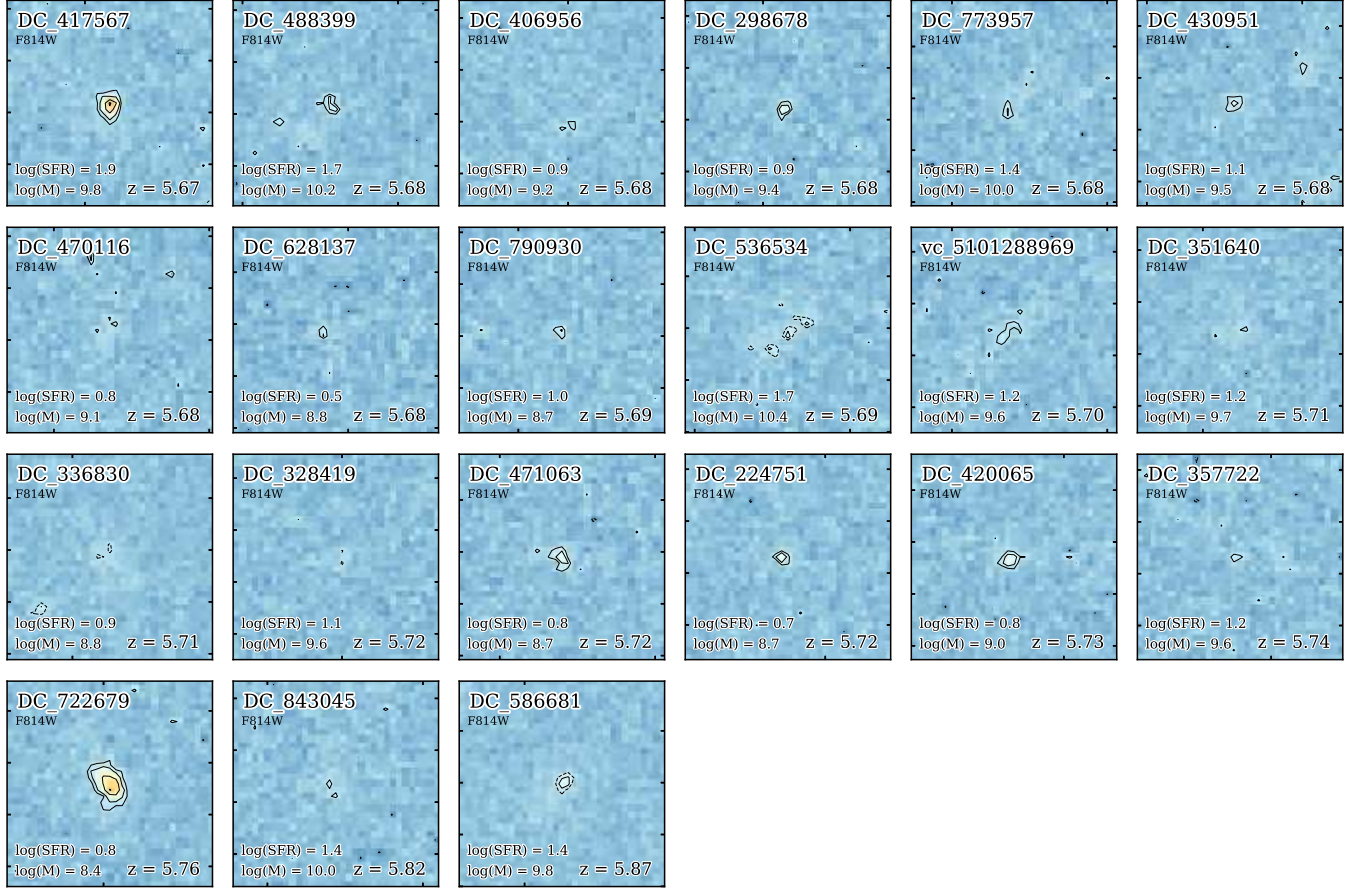 DC_417567
F814W
log(SFR) = 1.9
log(M) = 9.8 z = 5.67
DC_488399
F814W
log(SFR) = 1.7
log(M) = 10.2 z = 5.68
DC_406956
F814W
log(SFR) = 0.9
log(M) = 9.2 z = 5.68
DC_298678
F814W
log(SFR) = 0.9
log(M) = 9.4 z = 5.68
DC_773957
F814W
log(SFR) = 1.4
log(M) = 10.0 z = 5.68
DC_430951
F814W
log(SFR) = 1.1
log(M) = 9.5 z = 5.68
DC_470116
F814W
log(SFR) = 0.8
log(M) = 9.1 z = 5.68
DC_628137
F814W
log(SFR) = 0.5
log(M) = 8.8 z = 5.68
DC_790930
F814W
log(SFR) = 1.0
log(M) = 8.7 z = 5.69
DC_536534
F814W
log(SFR) = 1.7
log(M) = 10.4 z = 5.69
vc_5101288969
F814W
log(SFR) = 1.2
log(M) = 9.6 z = 5.70
DC_351640
F814W
log(SFR) = 1.2
log(M) = 9.7 z = 5.71
DC_336830
F814W
log(SFR) = 0.9
log(M) = 8.8 z = 5.71
DC_328419
F814W
log(SFR) = 1.1
log(M) = 9.6 z = 5.72
DC_471063
F814W
log(SFR) = 0.8
log(M) = 8.7 z = 5.72
DC_224751
F814W
log(SFR) = 0.7
log(M) = 8.7 z = 5.72
DC_420065
F814W
log(SFR) = 0.8
log(M) = 9.0 z = 5.73
DC_357722
F814W
log(SFR) = 1.2
log(M) = 9.6 z = 5.74
DC_722679
F814W
log(SFR) = 0.8
log(M) = 8.4 z = 5.76
DC_843045
F814W
log(SFR) = 1.4
log(M) = 10.0 z = 5.82
DC_586681
F814W
log(SFR) = 1.4
log(M) = 9.8 z = 5.87